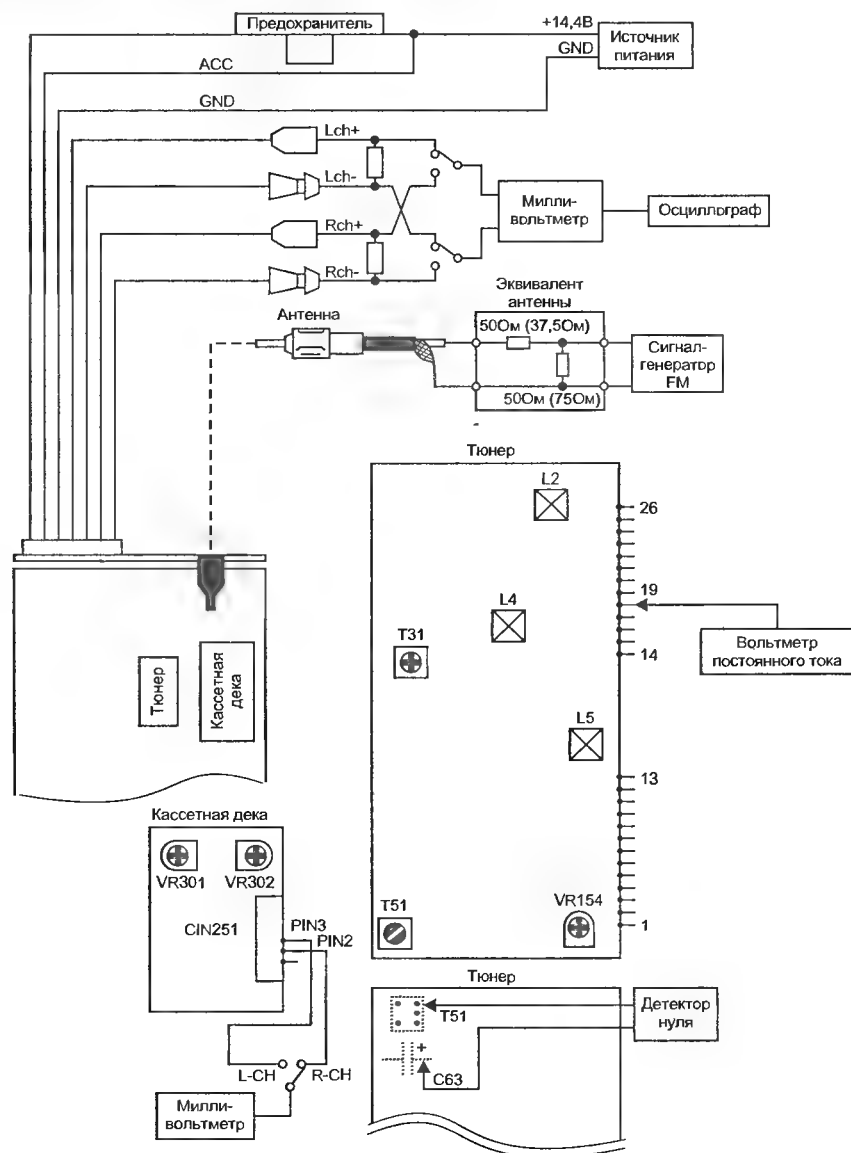 Предохранитель
+14,4В
Источник
питания
GND
ACC
GND
Lch+
Lch-
Rch+
Rch-
Милли-
вольтметр
Осциллограф
Эквивалент
антенны
Антенна
50Ом (37,5Ом)
50Ом (75Ом)
Сигнал-
генератор
FM
Тюнер
L2
26
19
L4
T31
14
Вольтметр
постоянного тока
L5
13
Тюнер
Кассетная
дека
Кассетная дека
VR301
VR302
CIN251
PIN3
PIN2
T51
VR154
1
L-CH
R-CH
Милли-
вольтметр
Тюнер
T51
Детектор
нуля
+
C63